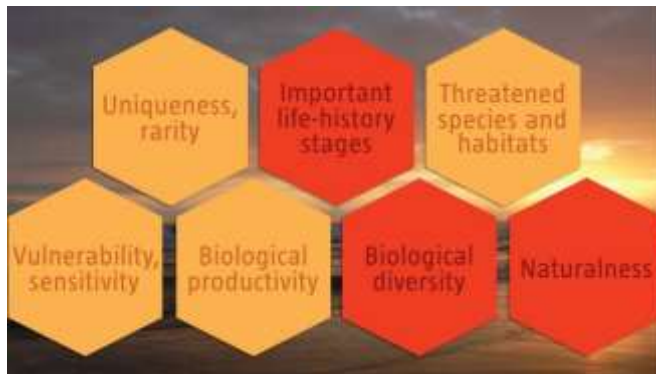 Uniqueness,
rarity
Important
life-history
stages
Threatened
species and
habitats
Vulnerability,
sensitivity
Biological
productivity
Biological
diversity
Naturalness